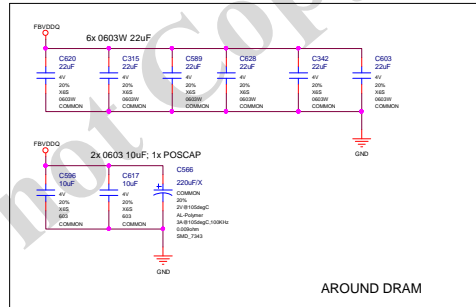 not Cop
FBVDDQ
6x 0603W 22uF
C620 C315 C589 C628 C342 C603
22uF 22uF 22uF 22uF 22uF 22uF
4V 4V 4V 4V 4V 4V
20% 20% 20% 20% 20% 20%
X6S X6S X6S X6S X6S X6S
0603W 0603W 0603W 0603W 0603W 0603W
COMMON COMMON COMMON COMMON COMMON COMMON
GND
FBVDDQ
2x 0603 10uF; 1x POSCAP
C596 C617 C566
10uF 10uF 220uF/X
4V 4V COMMON
20% 20% 20%
X6S X6S 2V@105degC
603 603 AL-Polymer
COMMON COMMON 3A@105degC,100KHz
0.009ohm
SMD_7343
GND
AROUND DRAM